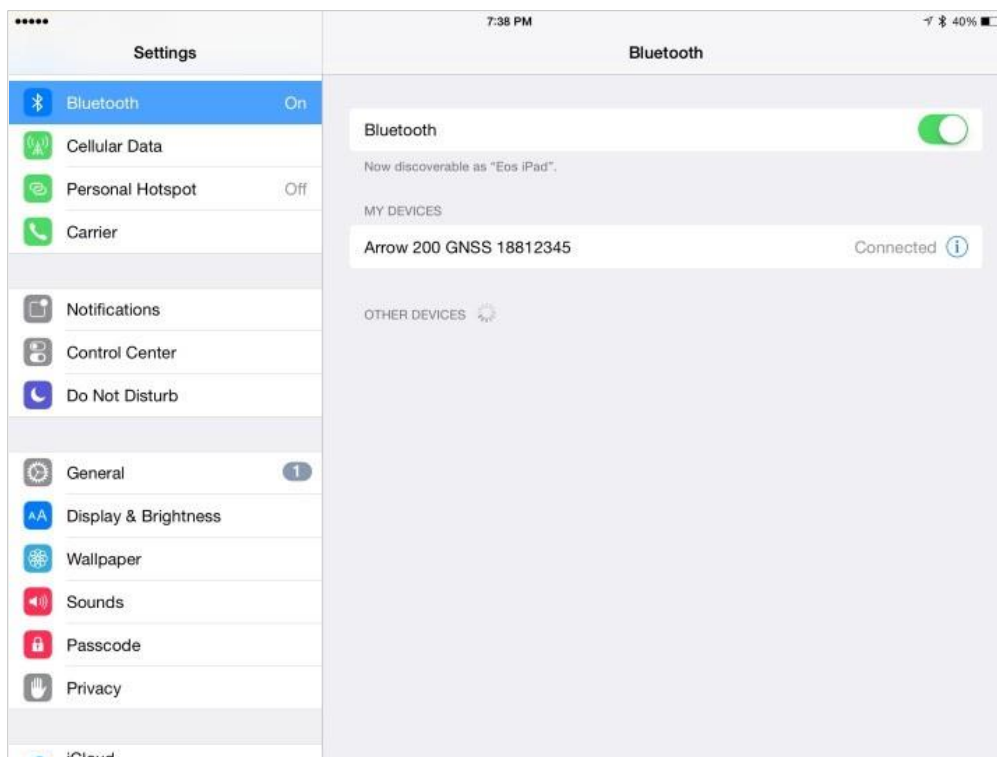 7:38 PM
40%
Settings
Bluetooth
Bluetooth On
Cellular Data
Personal Hotspot Off
Carrier
Notifications
Control Center
Do Not Disturb
General 1
AA Display & Brightness
Wallpaper
Sounds
Passcode
Privacy
iCloud
Bluetooth
Now discoverable as "Eos iPad".
MY DEVICES
Arrow 200 GNSS 18812345 Connected i
OTHER DEVICES